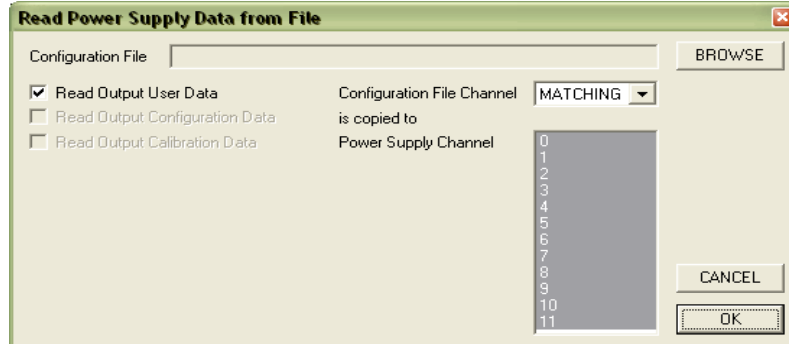 Read Power Supply Data from File
Configuration File
BROWSE
Read Output User Data
Read Output Configuration Data
Read Output Calibration Data
Configuration File Channel
MATCHING
is copied to
Power Supply Channel
0
1
2
3
4
5
6
7
8
9
10
11
CANCEL
OK